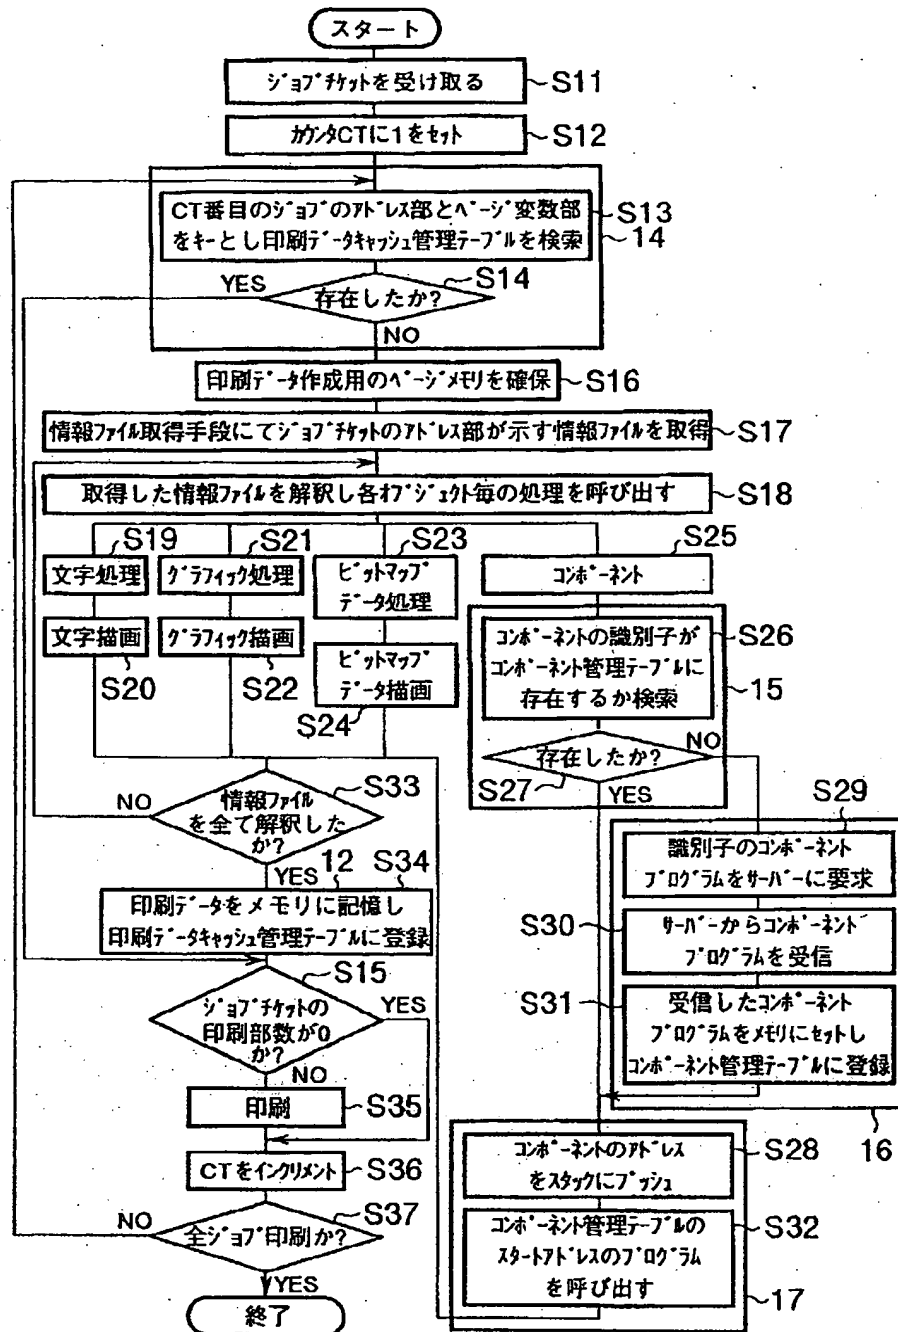 スタート
ジョブチケットを受け取る
S11
カウンタCTに1をセット
S12
CT番目のジョブのアドレス部とページ変数部
をキーとし印刷データキャッシュ管理テーブルを検索
S13
14
YES
S14
存在したか?
NO
印刷データ作成用のページメモリを確保
S16
情報ファイル取得手段にてジョブチケットのアドレス部が示す情報ファイルを取得
S17
取得した情報ファイルを解釈し各オブジェクト毎の処理を呼び出す
S18
S19
文字処理
文字描画
S20
S21
グラフィック処理
グラフィック描画
S22
S23
ビットマップ
データ処理
ビットマップ
データ描画
S24
S25
コンポーネント
コンポーネントの識別子が
コンポーネント管理テーブルに
存在するか検索
S26
15
存在したか?
NO
S27
YES
S29
識別子のコンポーネント
プログラムをサーバーに要求
S30
サーバーからコンポーネント
プログラムを受信
S31
受信したコンポーネント
プログラムをメモリにセットし
コンポーネント管理テーブルに登録
16
コンポーネントのアドレス
をスタックにプッシュ
S28
コンポーネント管理テーブルの
スタートアドレスのプログラム
を呼び出す
S32
17
NO
情報ファイル
を全て解釈した
か?
S33
YES
12
S34
印刷データをメモリに記憶し
印刷データキャッシュ管理テーブルに登録
S15
ジョブチケットの
印刷部数が0
か?
YES
NO
印刷
S35
CTをインクリメント
S36
NO
全ジョブ印刷か?
S37
YES
終了